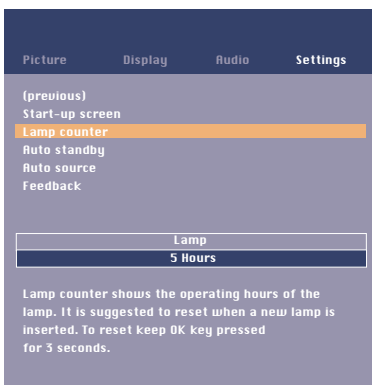 Picture Display Audio Settings
(previous)
Start-up screen
Lamp counter
Auto standby
Auto source
Feedback
Lamp
5 Hours
Lamp counter shows the operating hours of the
lamp. It is suggested to reset when a new lamp is
inserted. To reset keep OK key pressed
for 3 seconds.